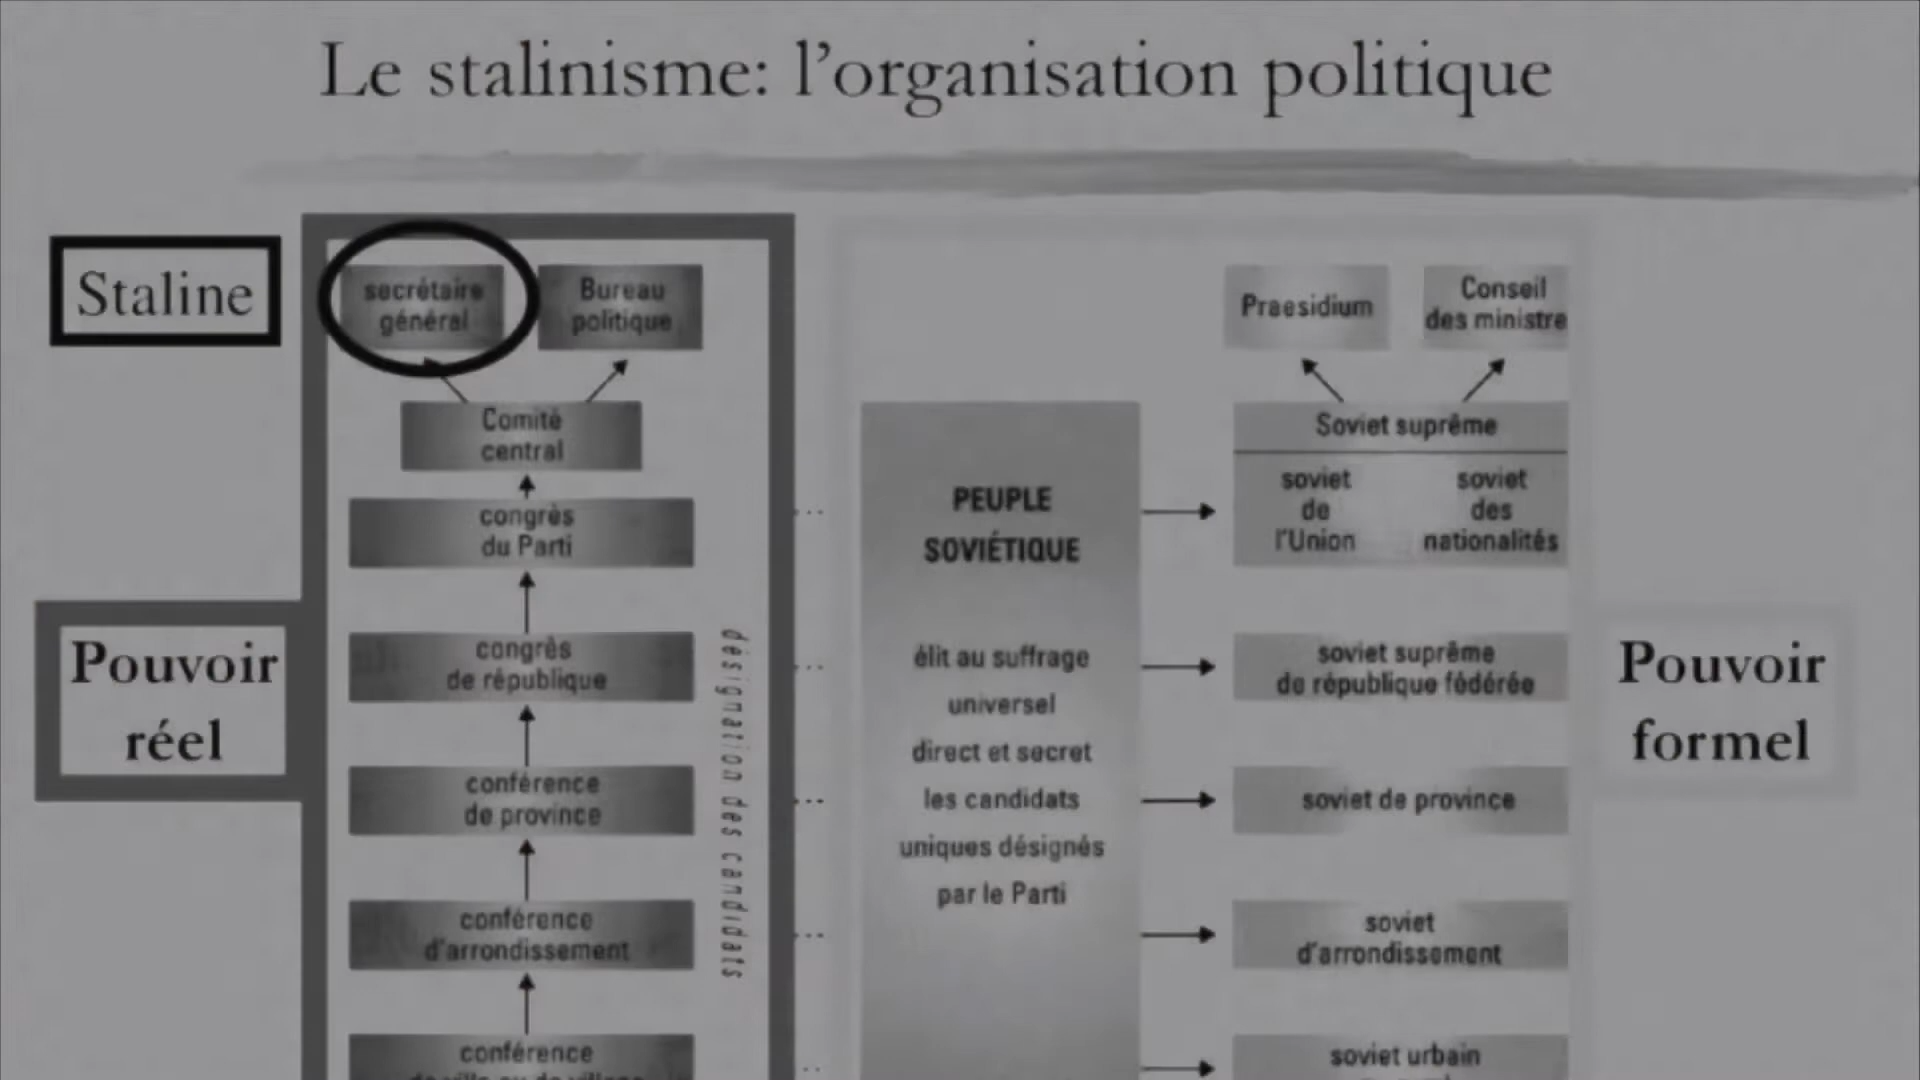 Le stalinisme: l'organisation politique
Staline
secrétaire
général
Bureau
politique
Comité
central
congrès
du Parti
congrès
de république
conférence
de province
conférence
d'arrondissement
conférence
Pouvoir
réel
désignation des candidats
PEUPLE
SOVIÉTIQUE
élit au suffrage
universel
direct et secret
les candidats
uniques désignés
par le Parti
Praesidium
Conseil
des ministre
Soviet suprême
soviet
de
l'Union
soviet
des
nationalités
soviet suprême
de république fédérée
soviet de province
soviet
d'arrondissement
soviet urbain
Pouvoir
formel